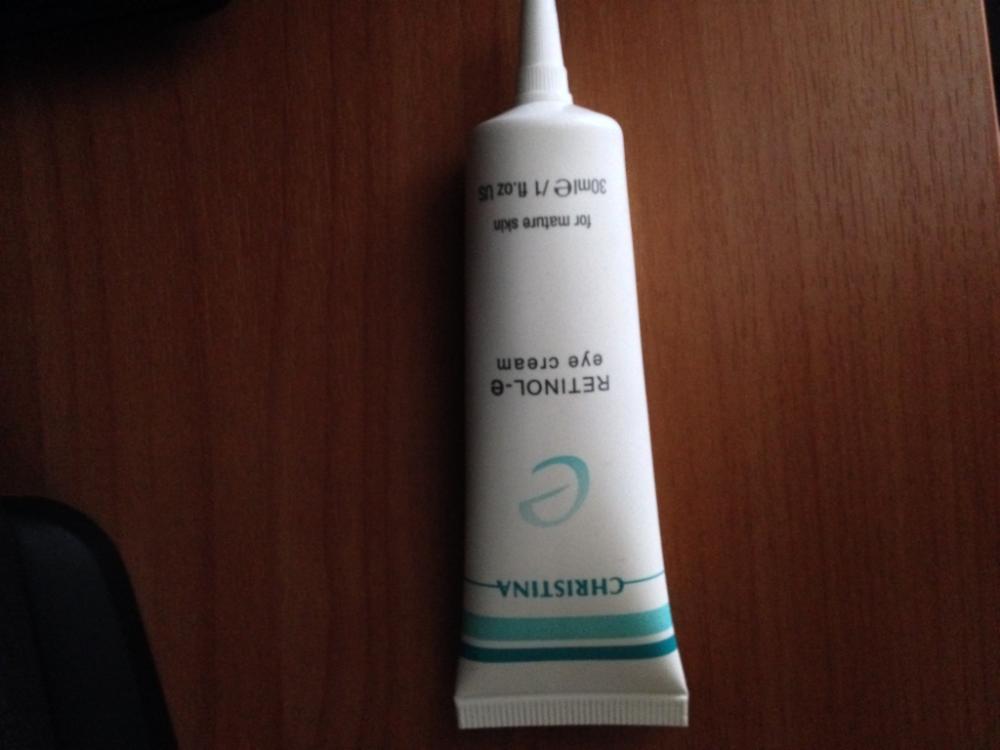 CHRISTINA
e
RETINOL-e
eye cream
for mature skin
30ml℮/1 fl.oz US